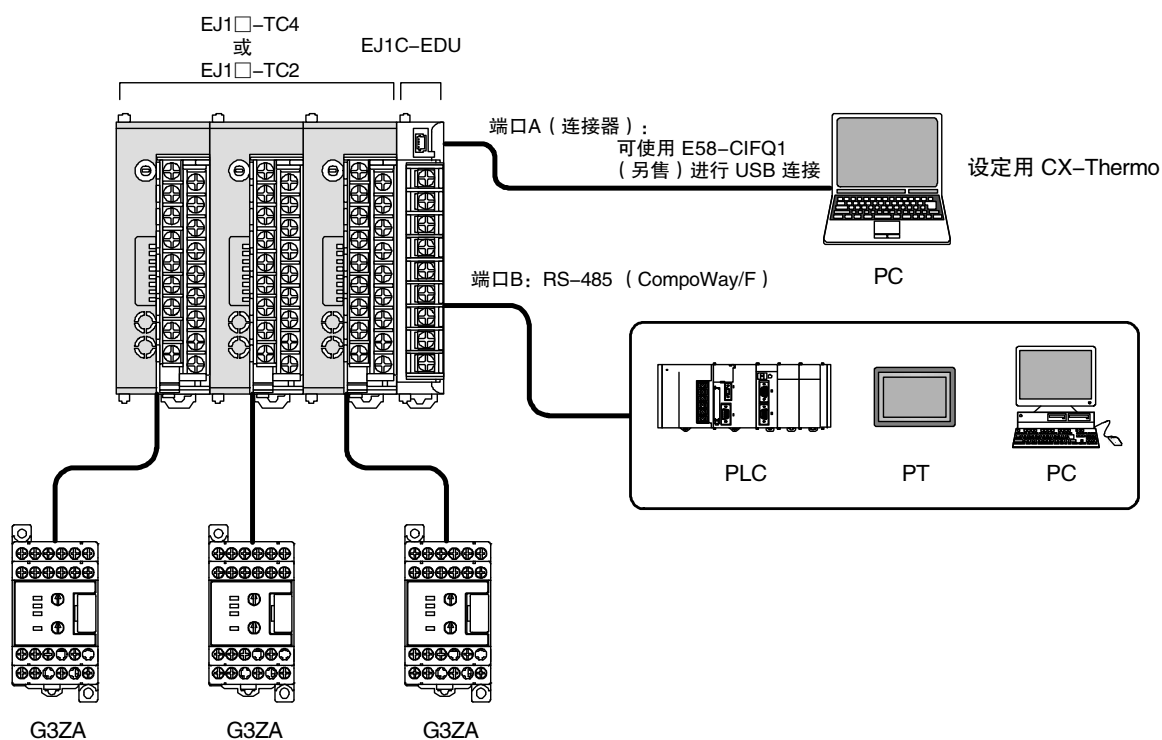 EJ1□-TC4
或
EJ1□-TC2
EJ1C-EDU
端口A（连接器）：
可使用 E58-CIFQ1
（另售）进行 USB 连接
设定用 CX-Thermo
PC
端口B：RS-485 （CompoWay/F）
PLC
PT
PC
G3ZA
G3ZA
G3ZA